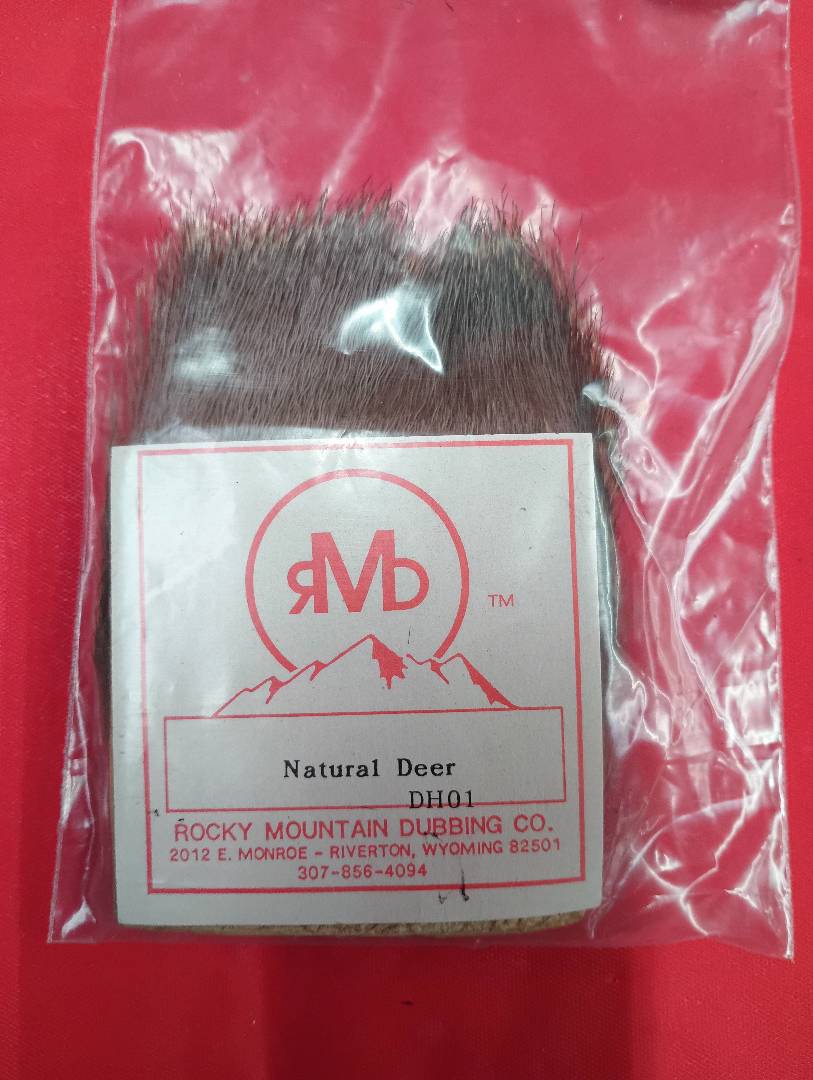 RMD
TM
Natural Deer
DH01
ROCKY MOUNTAIN DUBBING CO.
2012 E. MONROE - RIVERTON, WYOMING 82501
307-856-4094